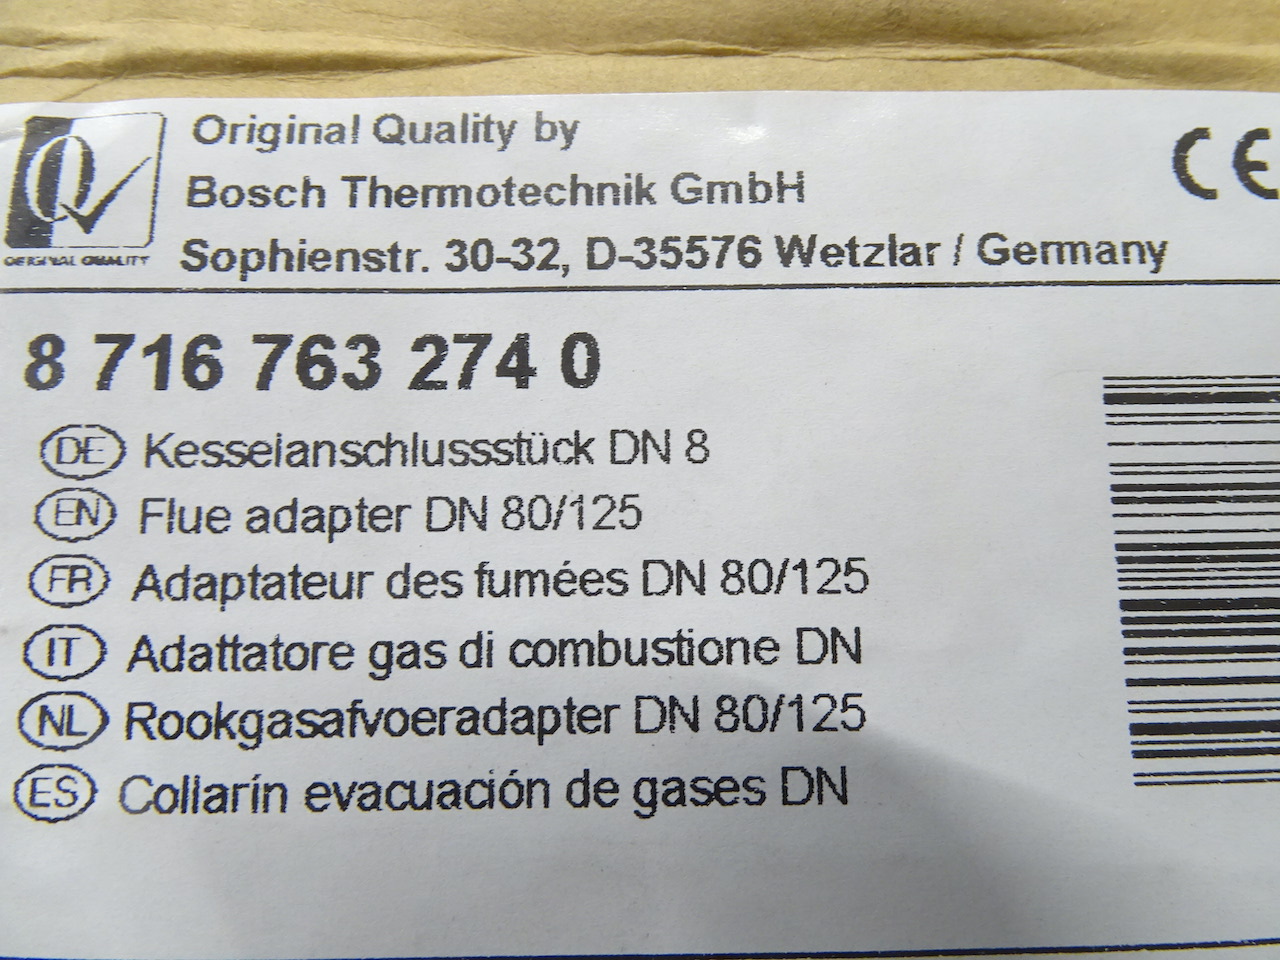 Original Quality by
Bosch Thermotechnik GmbH
Sophienstr. 30-32, D-35576 Wetzlar / Germany
CE
ORIGINAL QUALITY
8 716 763 274 0
DE Kesselanschlussstück DN 8
EN Flue adapter DN 80/125
FR Adaptateur des fumées DN 80/125
IT Adattatore gas di combustione DN
NL Rookgasafvoeradapter DN 80/125
ES Collarín evacuación de gases DN